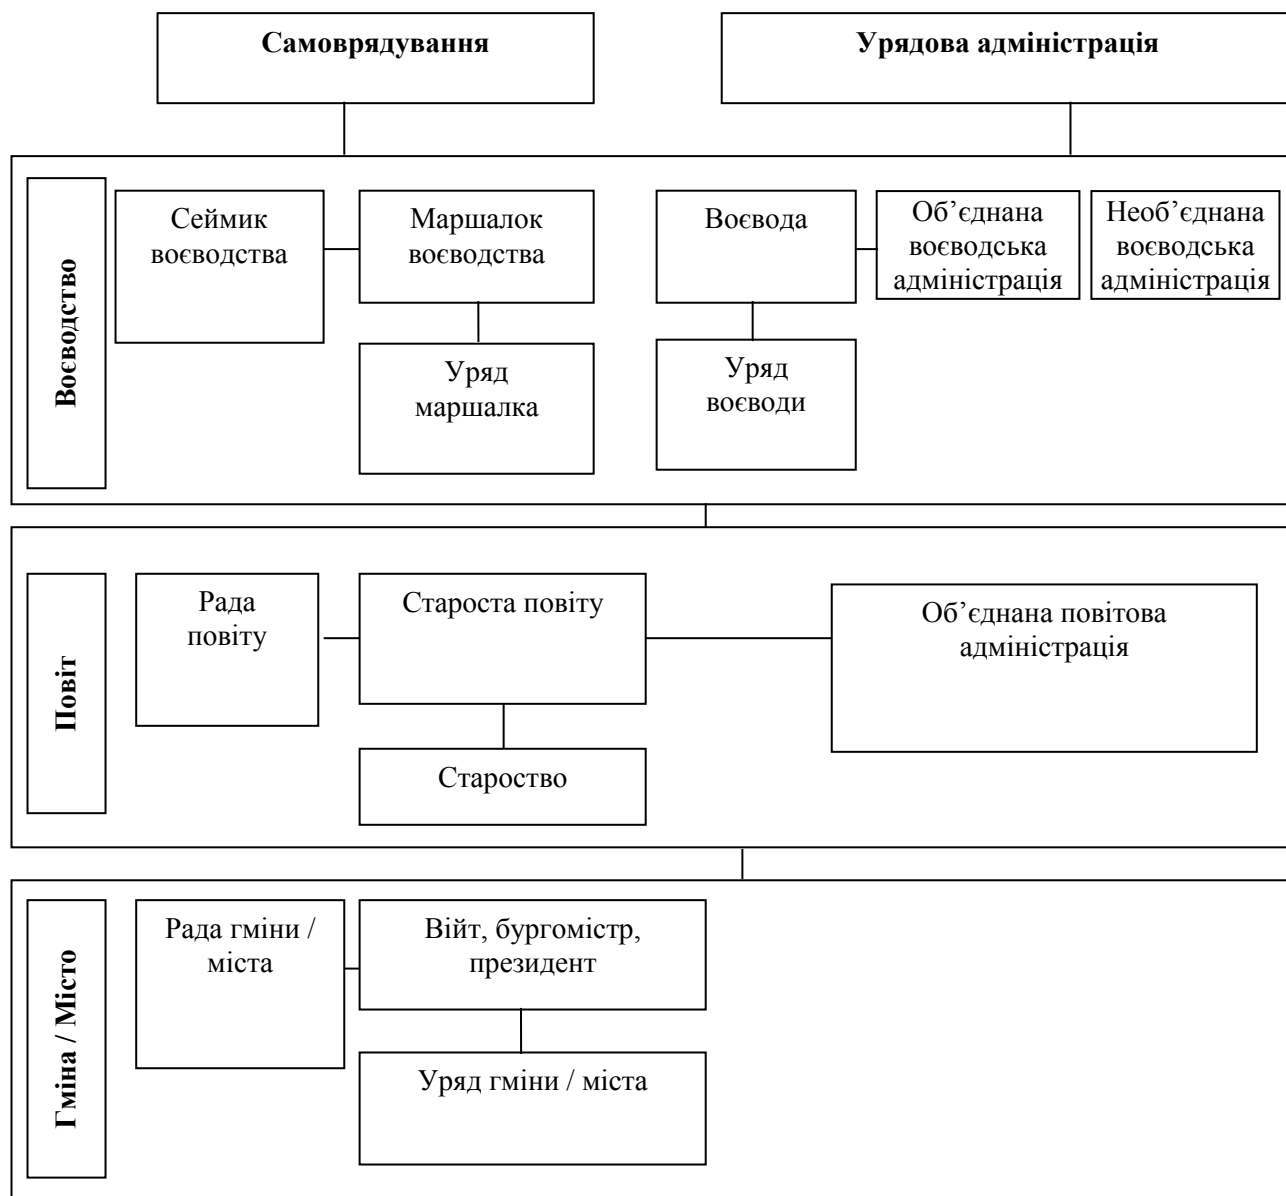 Самоврядування
Урядова адміністрація
Воєводство
Сеймик
воєводства
Маршалок
воєводства
Воєвода
Об’єднана
воєводська
адміністрація
Необ’єднана
воєводська
адміністрація
Уряд
маршалка
Уряд
воєводи
Повіт
Рада
повіту
Староста повіту
Об’єднана повітова
адміністрація
Староство
Гміна / Місто
Рада гміни /
міста
Війт, бургомістр,
президент
Уряд гміни / міста